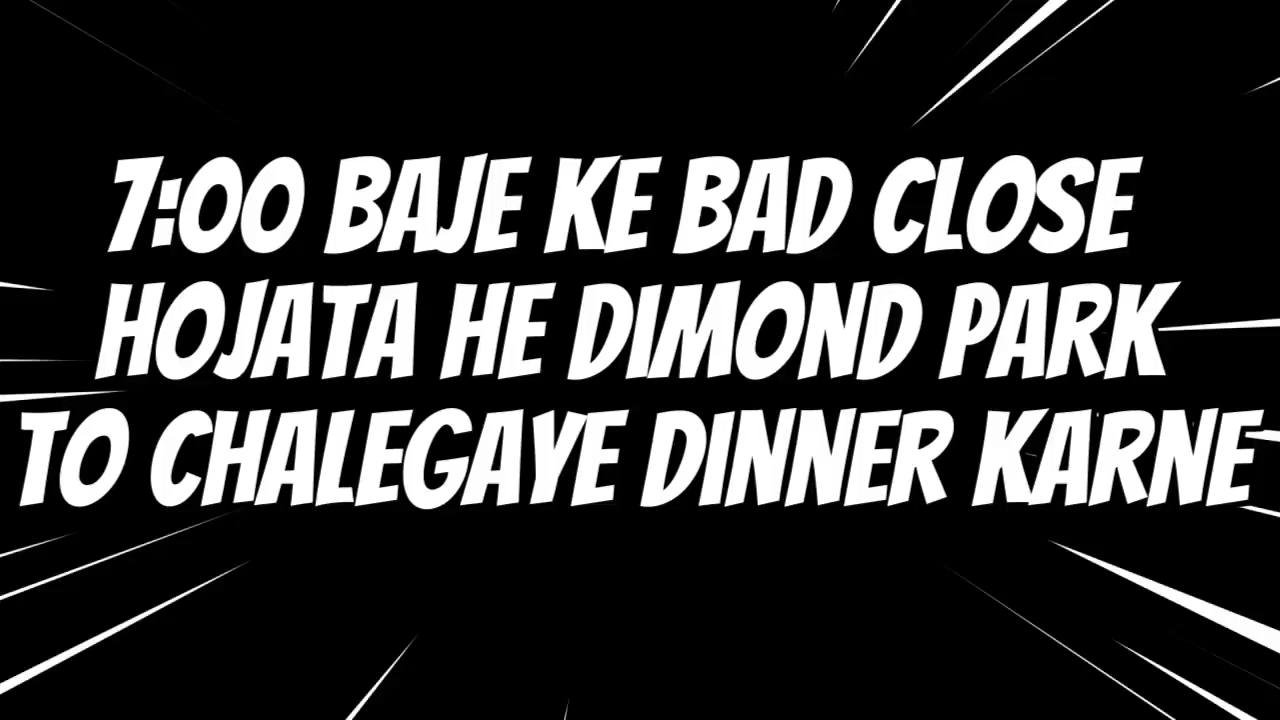 7:00 BAJE KE BAD CLOSE
HOJATA HE DIMOND PARK
TO CHALEGAYE DINNER KARNE